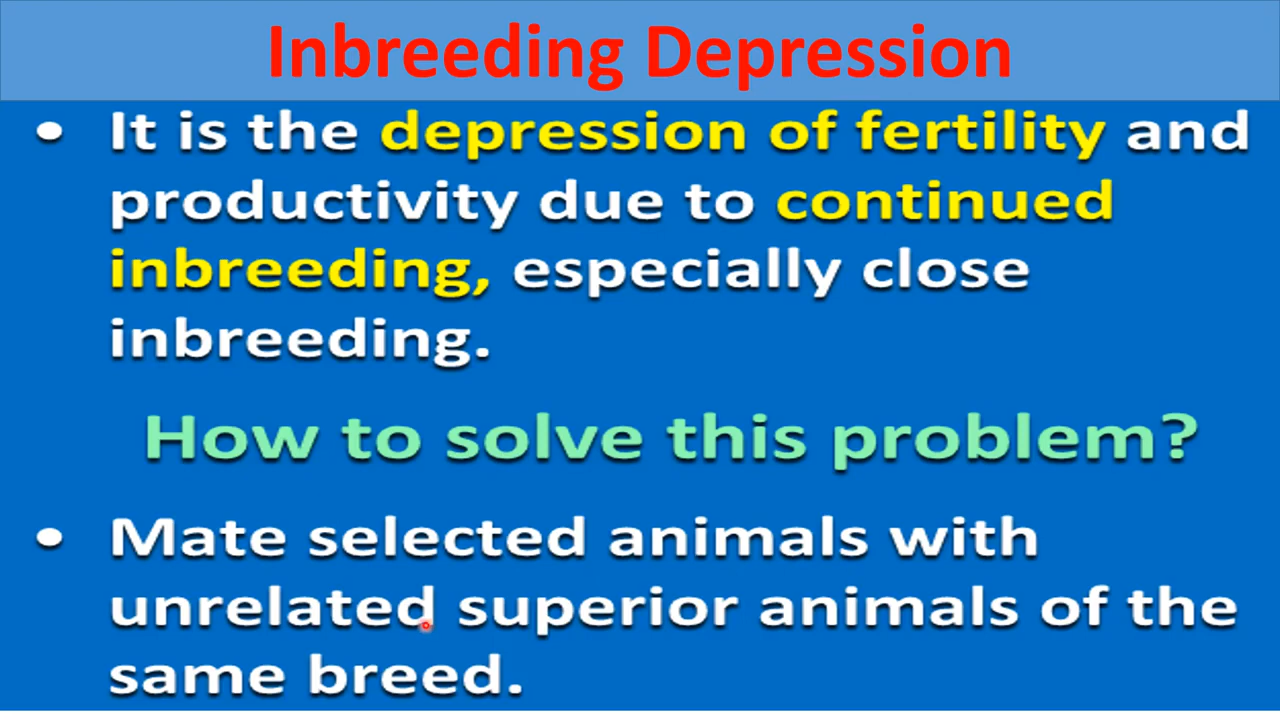 Inbreeding Depression
• It is the depression of fertility and
productivity due to continued
inbreeding, especially close
inbreeding.
How to solve this problem?
• Mate selected animals with
unrelated superior animals of the
same breed.